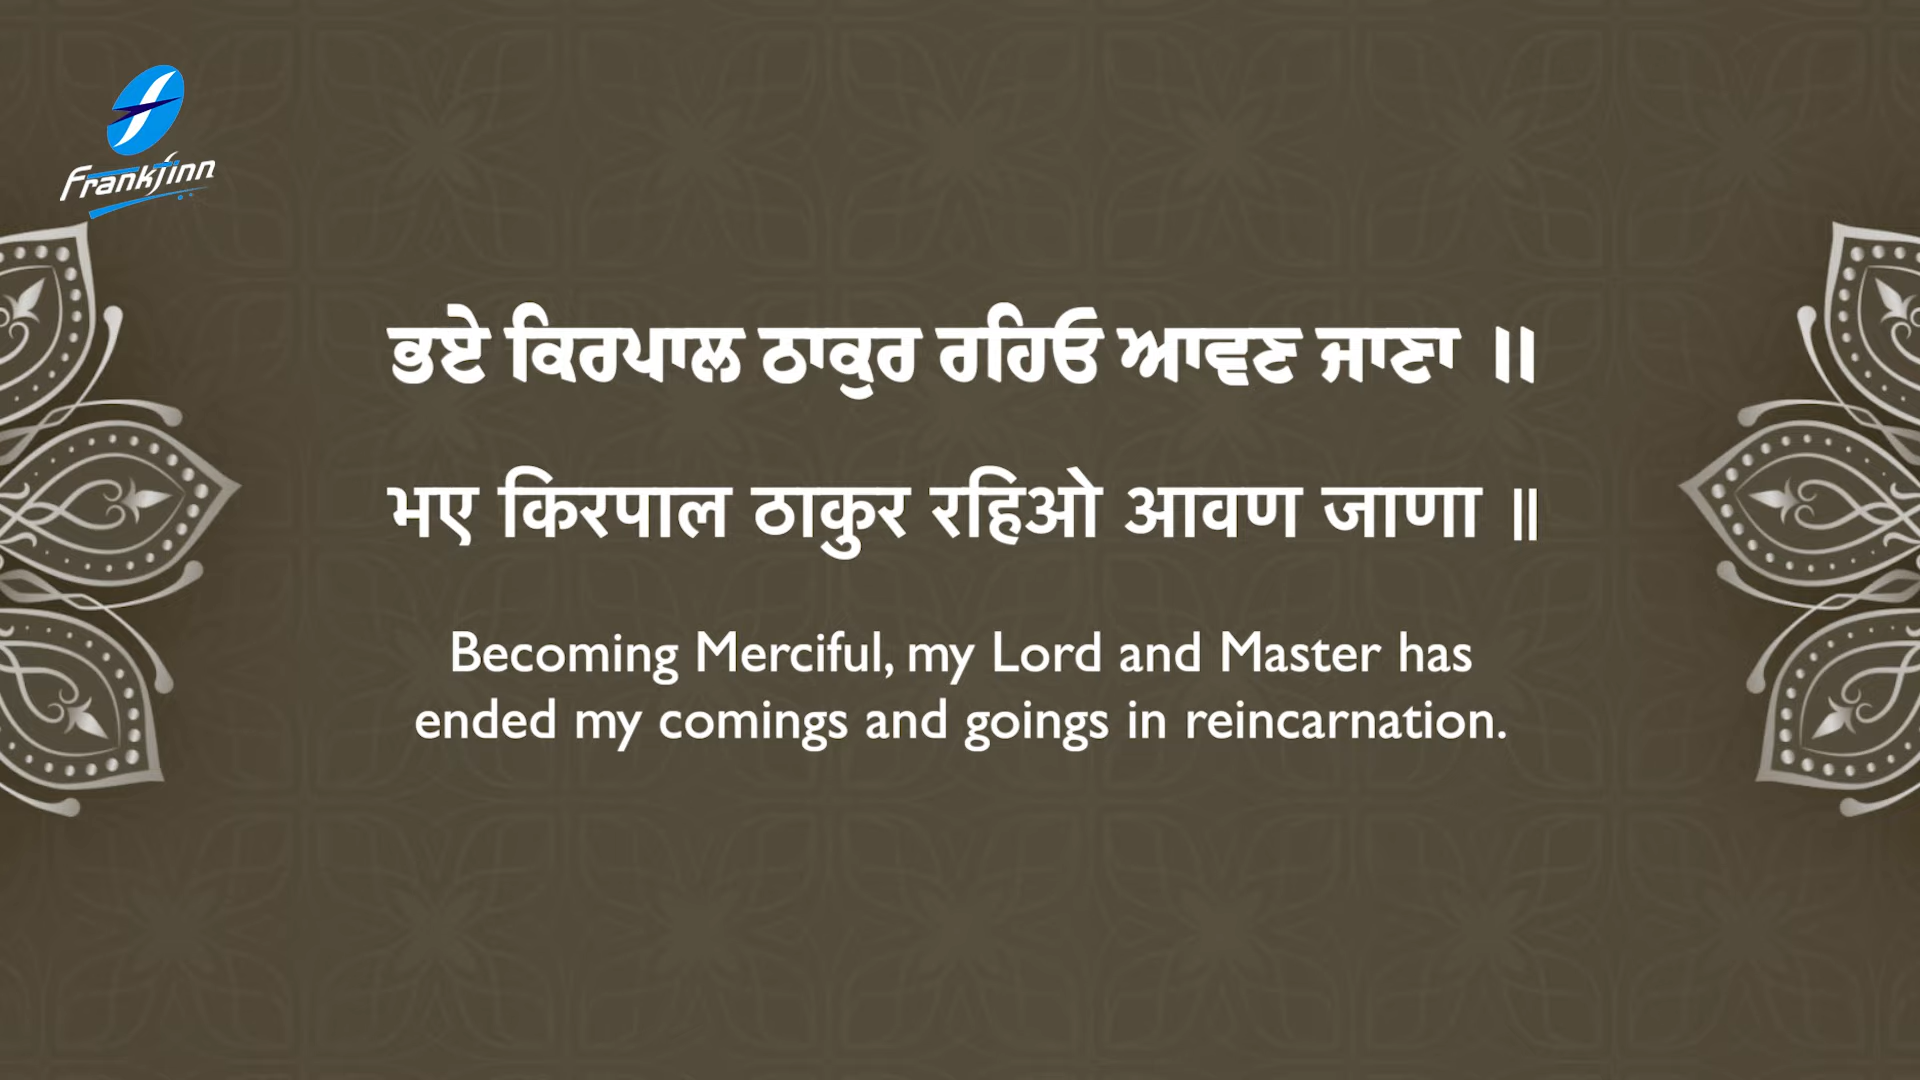 Frankfinn
ਭਏ ਕਿਰਪਾਲ ਠਾਕੁਰ ਰਹਿਓ ਆਵਣ ਜਾਣਾ ॥
भए किरपाल ठाकुर रहिओ आवण जाणा ॥
Becoming Merciful, my Lord and Master has
ended my comings and goings in reincarnation.